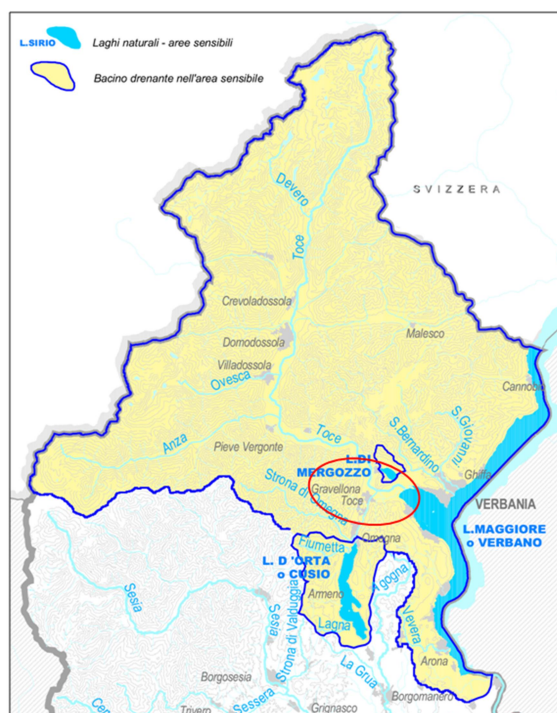 L.SIRIO
Laghi naturali - aree sensibili
Bacino drenante nell'area sensibile
SVIZZERA
Devero
Toce
Crevoladossola
Domodossola
Malesco
Villadossola
Cannobio
Ovesca
S.Giovanni
S.Bernardino
Toce
Anza
Pieve Vergonte
L.DI
MERGOZZO
Ghiffa
Strona di Omegna
Gravellona
Toce
VERBANIA
L.MAGGIORE
o VERBANO
Omegna
Fiumetta
L. D'ORTA
o CUSIO
Agogna
Armeno
Sesia
Sesia
Strona di Valduggia
Lagna
Vevera
La Grua
Arona
Borgosesia
Borgomanero
Sessera
Trivero
Grignasco